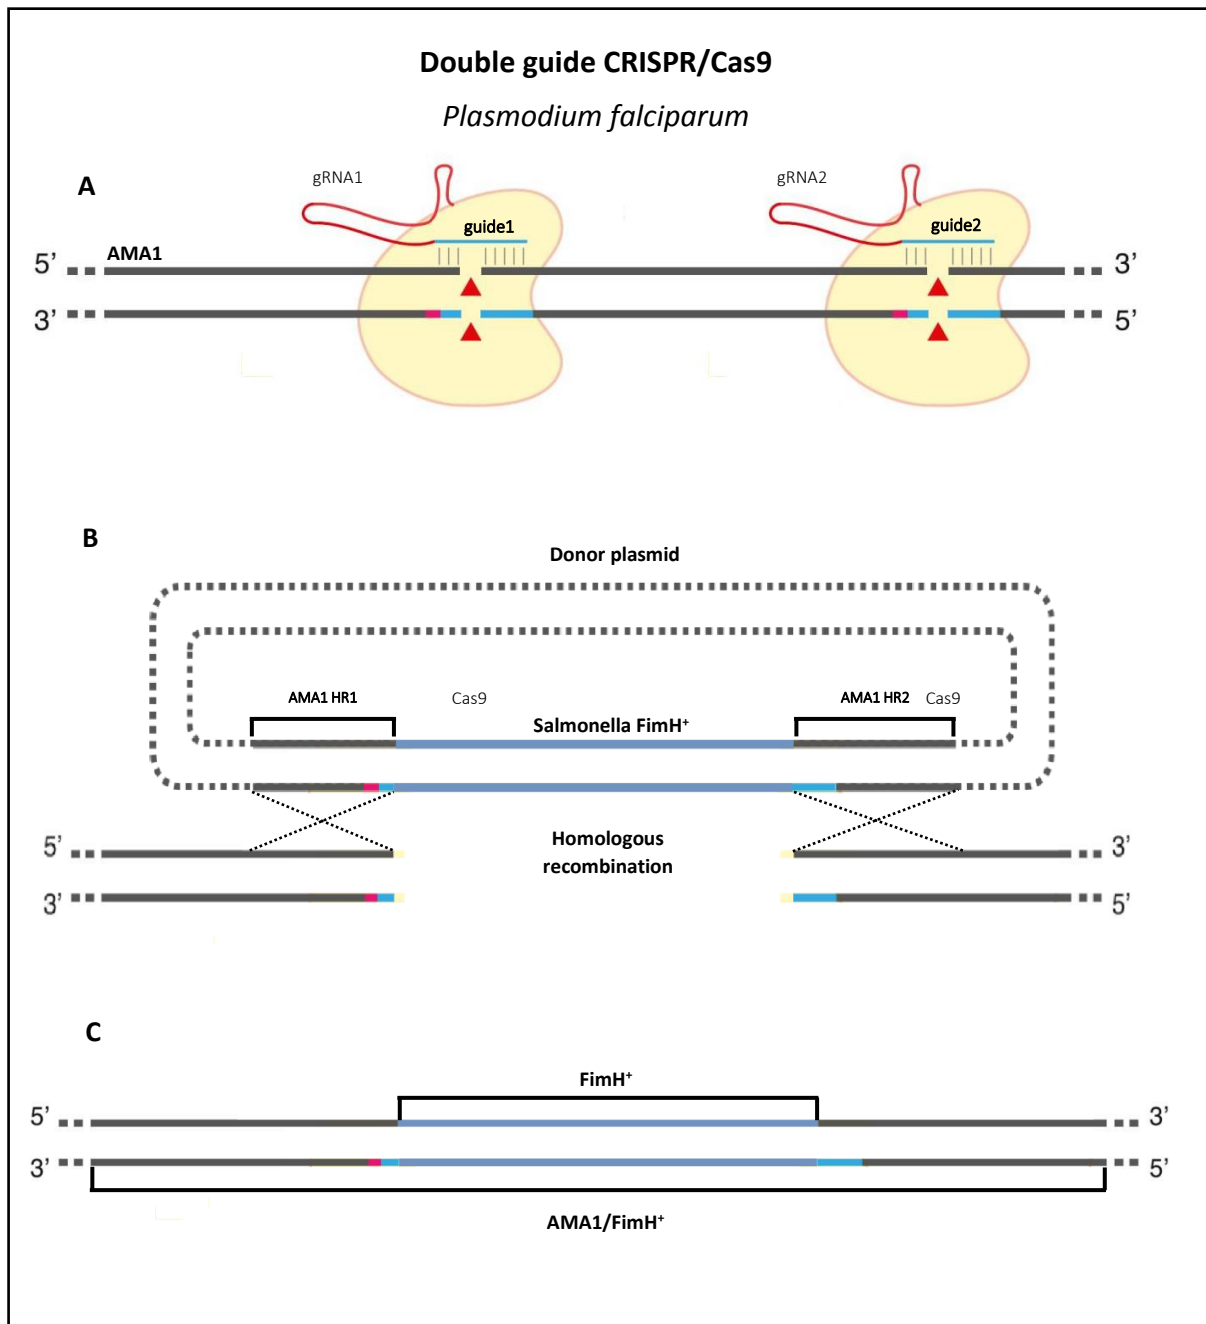 Double guide CRISPR/Cas9
Plasmodium falciparum
A
gRNA1
gRNA2
guide1
guide2
AMA1
5’
3’
3’
5’
B
Donor plasmid
AMA1 HR1
Cas9
AMA1 HR2
Cas9
Salmonella FimH⁺
Homologous
recombination
5’
3’
3’
5’
C
FimH⁺
5’
3’
3’
5’
AMA1/FimH⁺